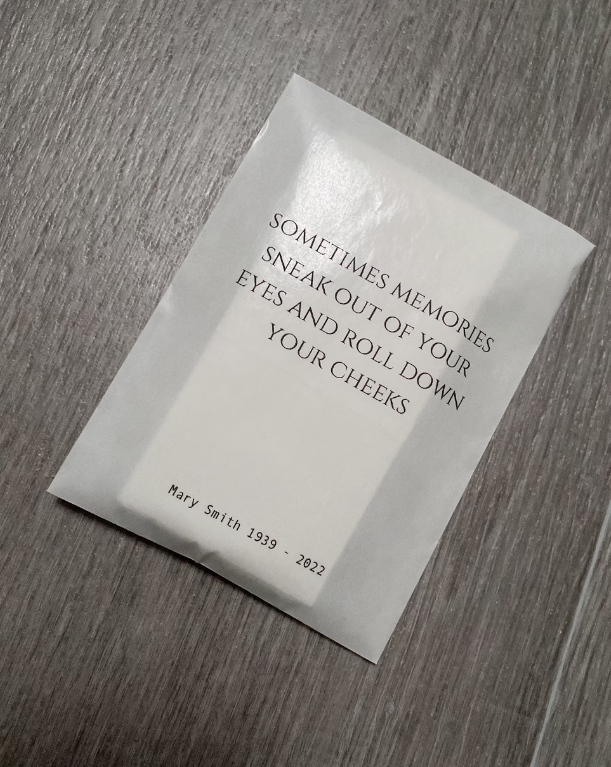 SOMETIMES MEMORIES
SNEAK OUT OF YOUR
EYES AND ROLL DOWN
YOUR CHEEKS
Mary Smith 1939 - 2022